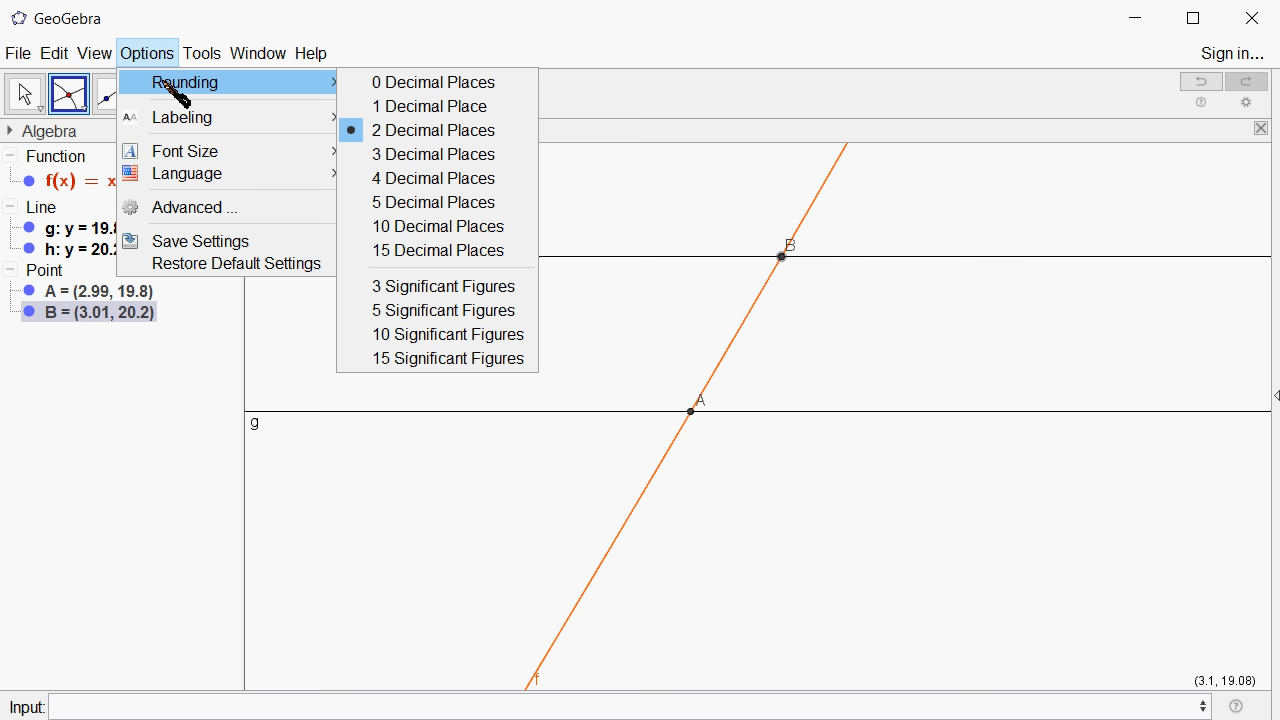 GeoGebra
File Edit View Options Tools Window Help Sign in...
Rounding
Labeling
Font Size
Language
Advanced ...
Save Settings
Restore Default Settings
0 Decimal Places
1 Decimal Place
2 Decimal Places
3 Decimal Places
4 Decimal Places
5 Decimal Places
10 Decimal Places
15 Decimal Places
3 Significant Figures
5 Significant Figures
10 Significant Figures
15 Significant Figures
Algebra
Function
f(x) = x
Line
g: y = 19.
h: y = 20.
Point
A = (2.99, 19.8)
B = (3.01, 20.2)
B
A
g
f
(3.1, 19.08)
Input: